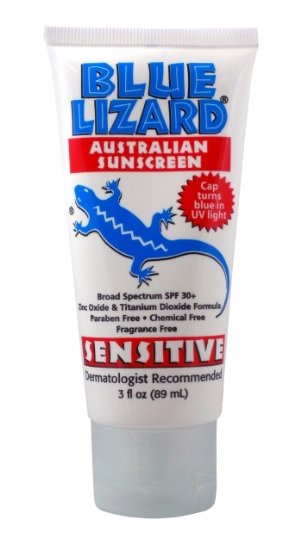 BLUE
LIZARD®
AUSTRALIAN
SUNSCREEN
Cap
turns
blue in
UV light
®
Broad Spectrum SPF 30+
Zinc Oxide & Titanium Dioxide Formula
Paraben Free • Chemical Free
Fragrance Free
SENSITIVE
Dermatologist Recommended
3 fl oz (89 mL)